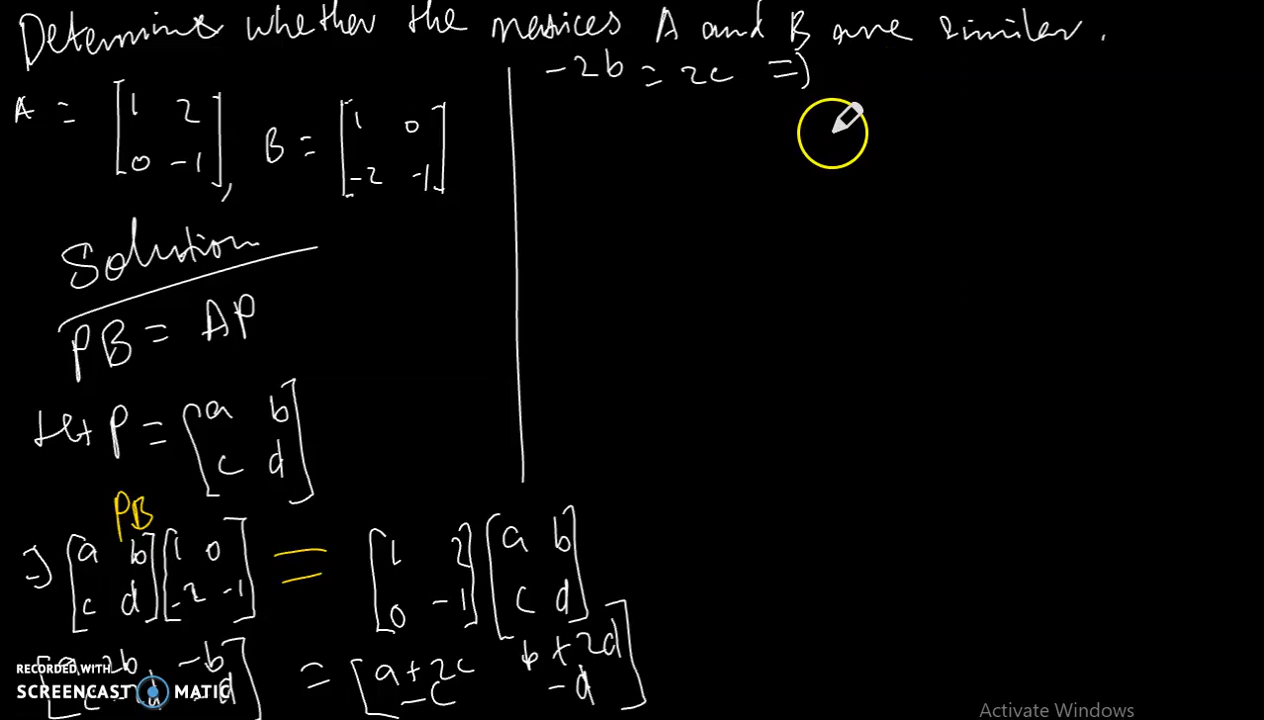 Determine whether the matrices A and B are similar.
A = [1 2
0 -1], B = [1 0
-2 -1]
Solution
PB = AP
Let P = [a b
c d]
PB
⇒ [a b
c d] [1 0
-2 -1] = [1 2
0 -1] [a b
c d]
-2b -b
c d] = [a+2c b+2d
-c -d]
-2b = 2c ⇒
RECORDED WITH
SCREENCAST MATIC
Activate Windows